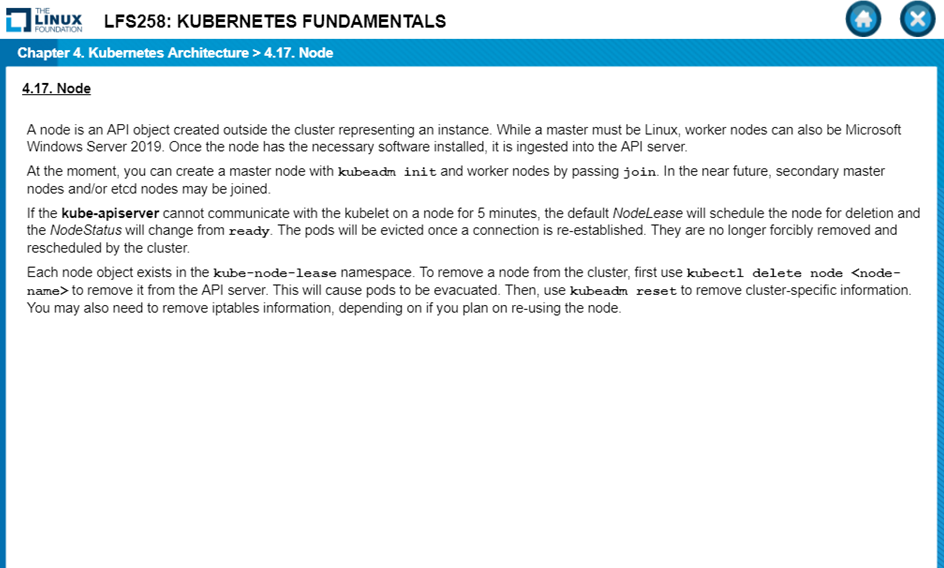 THE
LINUX
FOUNDATION
LFS258: KUBERNETES FUNDAMENTALS
Chapter 4. Kubernetes Architecture > 4.17. Node
4.17. Node
A node is an API object created outside the cluster representing an instance. While a master must be Linux, worker nodes can also be Microsoft
Windows Server 2019. Once the node has the necessary software installed, it is ingested into the API server.
At the moment, you can create a master node with kubeadm init and worker nodes by passing join. In the near future, secondary master
nodes and/or etcd nodes may be joined.
If the kube-apiserver cannot communicate with the kubelet on a node for 5 minutes, the default NodeLease will schedule the node for deletion and
the NodeStatus will change from ready. The pods will be evicted once a connection is re-established. They are no longer forcibly removed and
rescheduled by the cluster.
Each node object exists in the kube-node-lease namespace. To remove a node from the cluster, first use kubectl delete node <node-
name> to remove it from the API server. This will cause pods to be evacuated. Then, use kubeadm reset to remove cluster-specific information.
You may also need to remove iptables information, depending on if you plan on re-using the node.